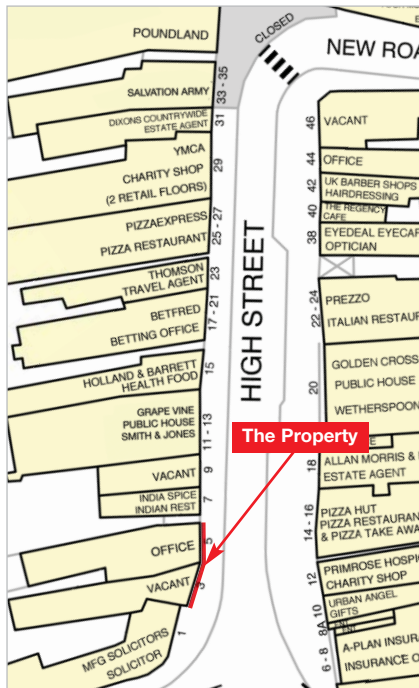 POUNDLAND
CLOSED
NEW ROA
SALVATION ARMY
33 - 35
DIXONS COUNTRYWIDE
ESTATE AGENT
31
YMCA
CHARITY SHOP
(2 RETAIL FLOORS)
29
PIZZAEXPRESS
PIZZA RESTAURANT
25 - 27
THOMSON
TRAVEL AGENT
23
BETFRED
BETTING OFFICE
17 - 21
HOLLAND & BARRETT
HEALTH FOOD
15
GRAPE VINE
PUBLIC HOUSE
SMITH & JONES
11 - 13
VACANT
9
INDIA SPICE
INDIAN REST
7
OFFICE
5
VACANT
3
MFG SOLICITORS
SOLICITOR
1
HIGH STREET
The Property
46
VACANT
44
OFFICE
42
UK BARBER SHOPS
HAIRDRESSING
40
THE REGENCY
CAFE
38
EYEDEAL EYECAR
OPTICIAN
22 - 24
PREZZO
ITALIAN RESTAUR
20
GOLDEN CROSS
PUBLIC HOUSE
WETHERSPOON
18
ALLAN MORRIS &
ESTATE AGENT
14 - 16
PIZZA HUT
PIZZA RESTAURAN
& PIZZA TAKE AWA
12
PRIMROSE HOSPIC
CHARITY SHOP
10
URBAN ANGEL
GIFTS
8A
6 - 8
A-PLAN INSURA
INSURANCE O